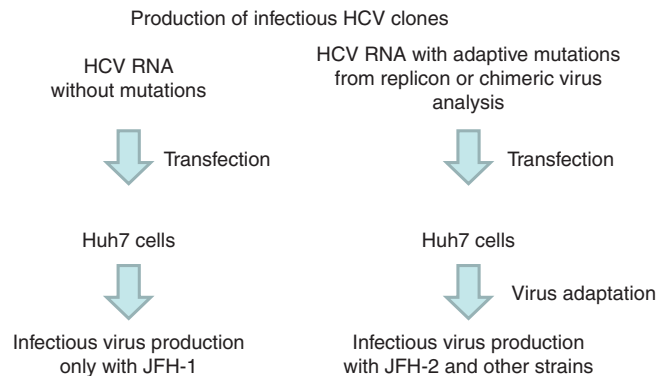 Production of infectious HCV clones
HCV RNA
without mutations
HCV RNA with adaptive mutations
from replicon or chimeric virus
analysis
Transfection
Transfection
Huh7 cells
Huh7 cells
Virus adaptation
Infectious virus production
only with JFH-1
Infectious virus production
with JFH-2 and other strains